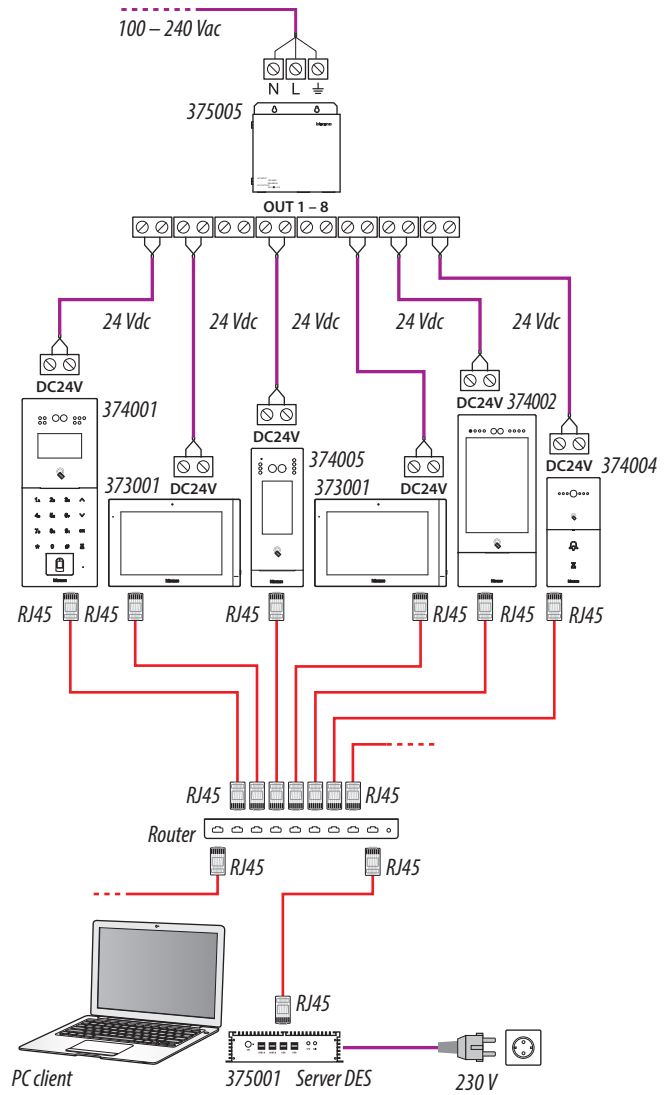 100 – 240 Vac
N L
375005
OUT 1 – 8
24 Vdc 24 Vdc 24 Vdc 24 Vdc 24 Vdc
DC24V
374001
DC24V 374002
DC24V
374005
DC24V 374004
373001 DC24V
373001 DC24V
RJ45 RJ45 RJ45 RJ45 RJ45 RJ45
RJ45 RJ45
Router
RJ45 RJ45
RJ45
PC client 375001 Server DES 230 V